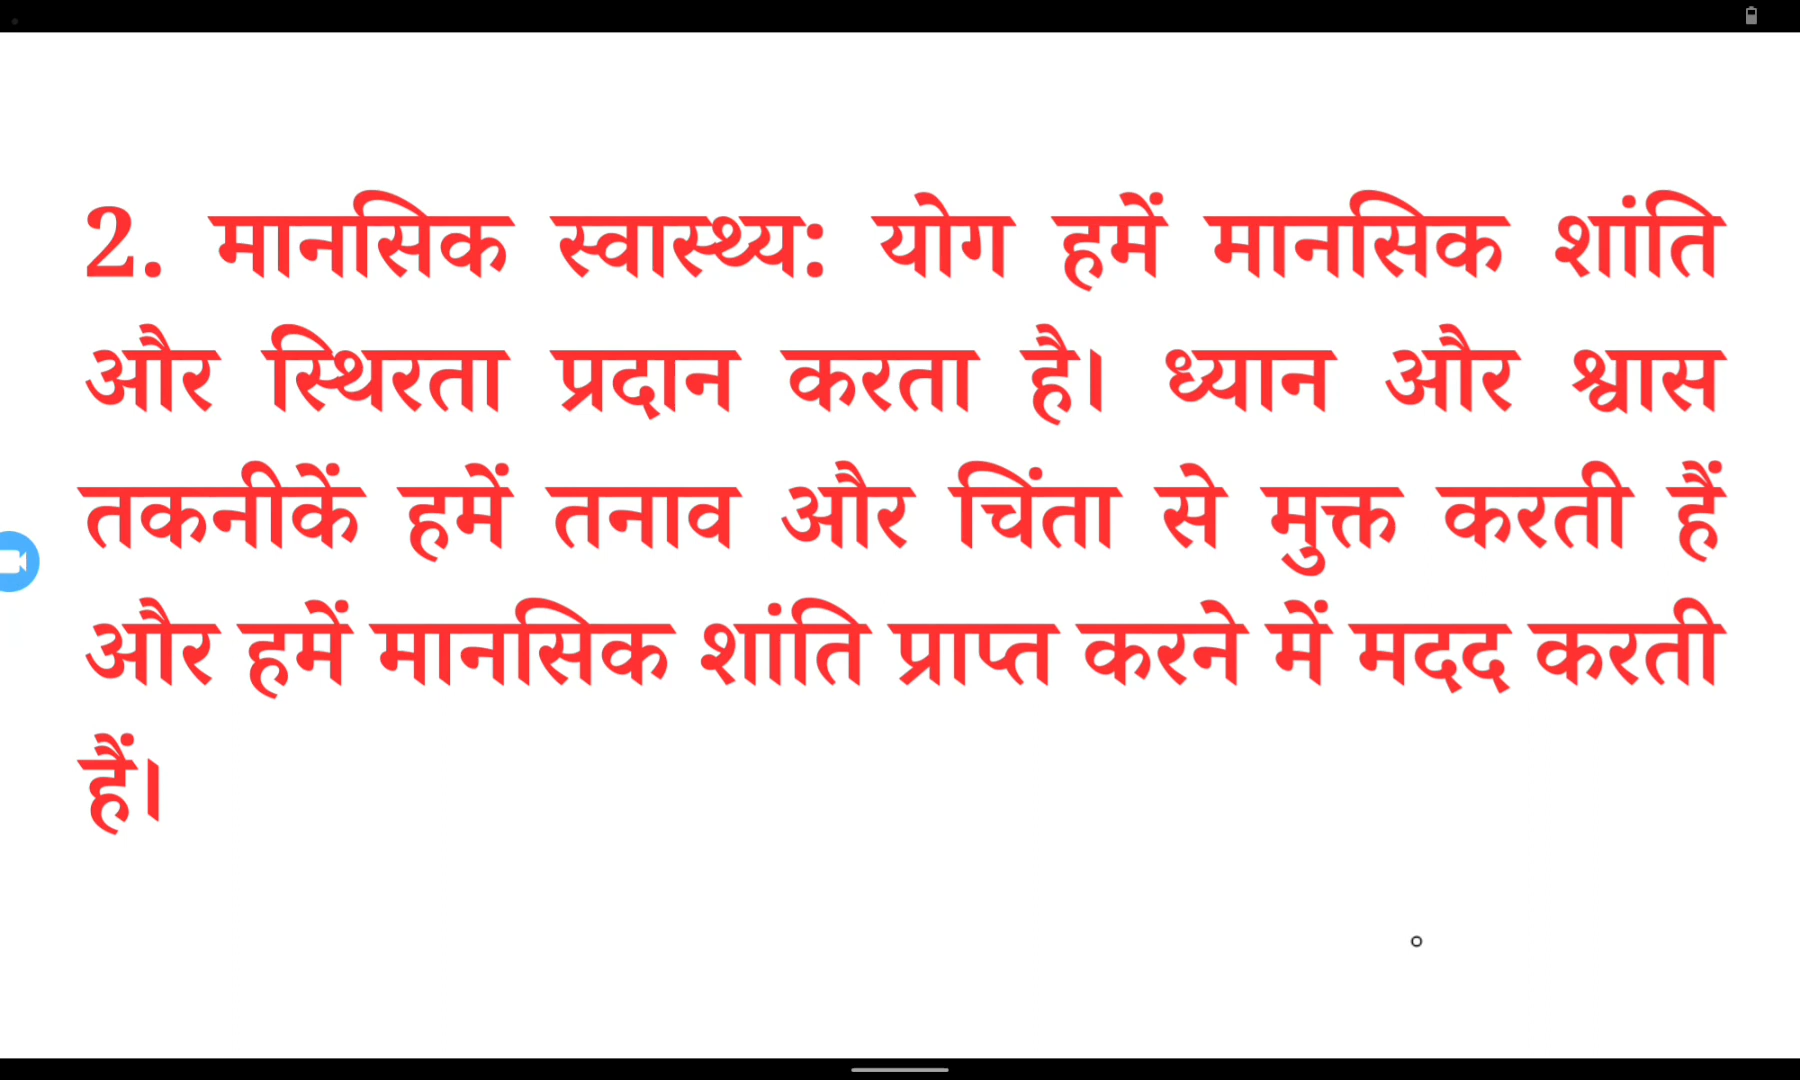 2. मानसिक स्वास्थ्य: योग हमें मानसिक शांति
और स्थिरता प्रदान करता है। ध्यान और श्वास
तकनीकें हमें तनाव और चिंता से मुक्त करती हैं
और हमें मानसिक शांति प्राप्त करने में मदद करती
हैं।